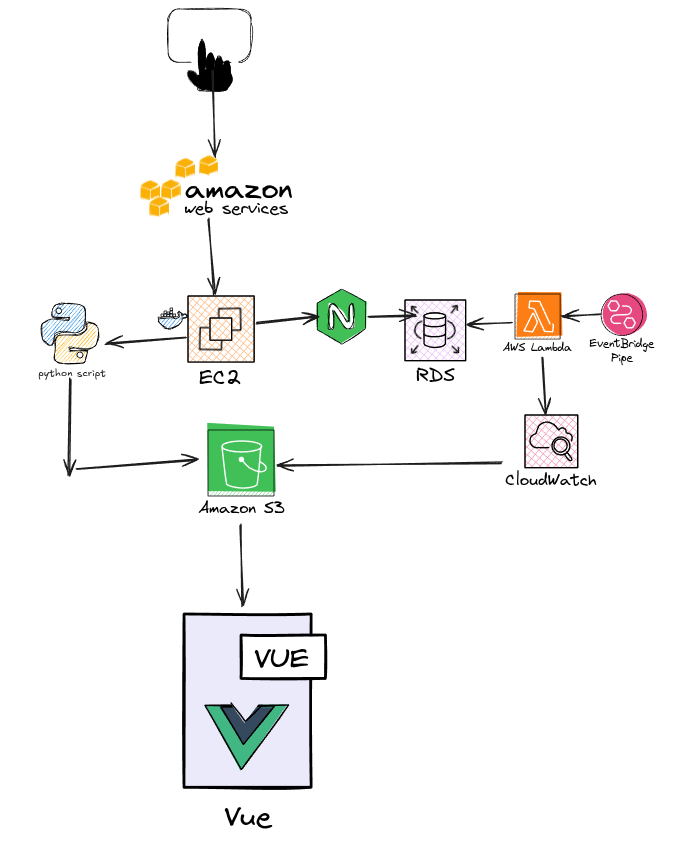 amazon
web services
N
python script
EC2
RDS
AWS Lambda
EventBridge
Pipe
Amazon S3
CloudWatch
VUE
Vue